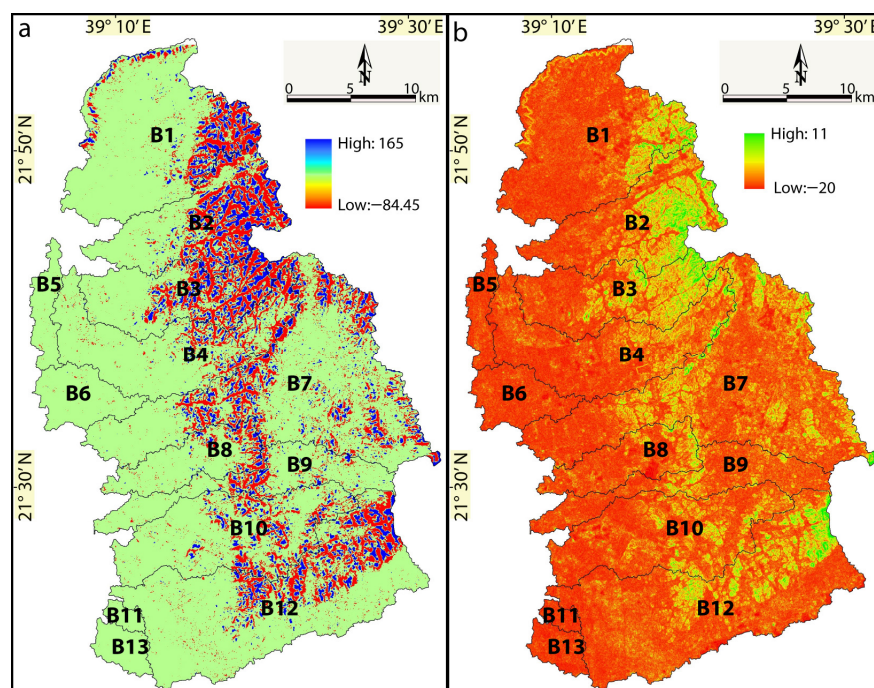 a
39°10′ E
39°30′ E
N
0 5 10
km
High: 165
Low:−84.45
21°50′ N
21°30′ N
B1
B2
B5
B3
B4
B6
B7
B8
B9
B10
B12
B11
B13
b
39°10′ E
39°30′ E
N
0 5 10
km
High: 11
Low:−20
21°50′ N
21°30′ N
B1
B2
B5
B3
B4
B6
B7
B8
B9
B10
B12
B11
B13